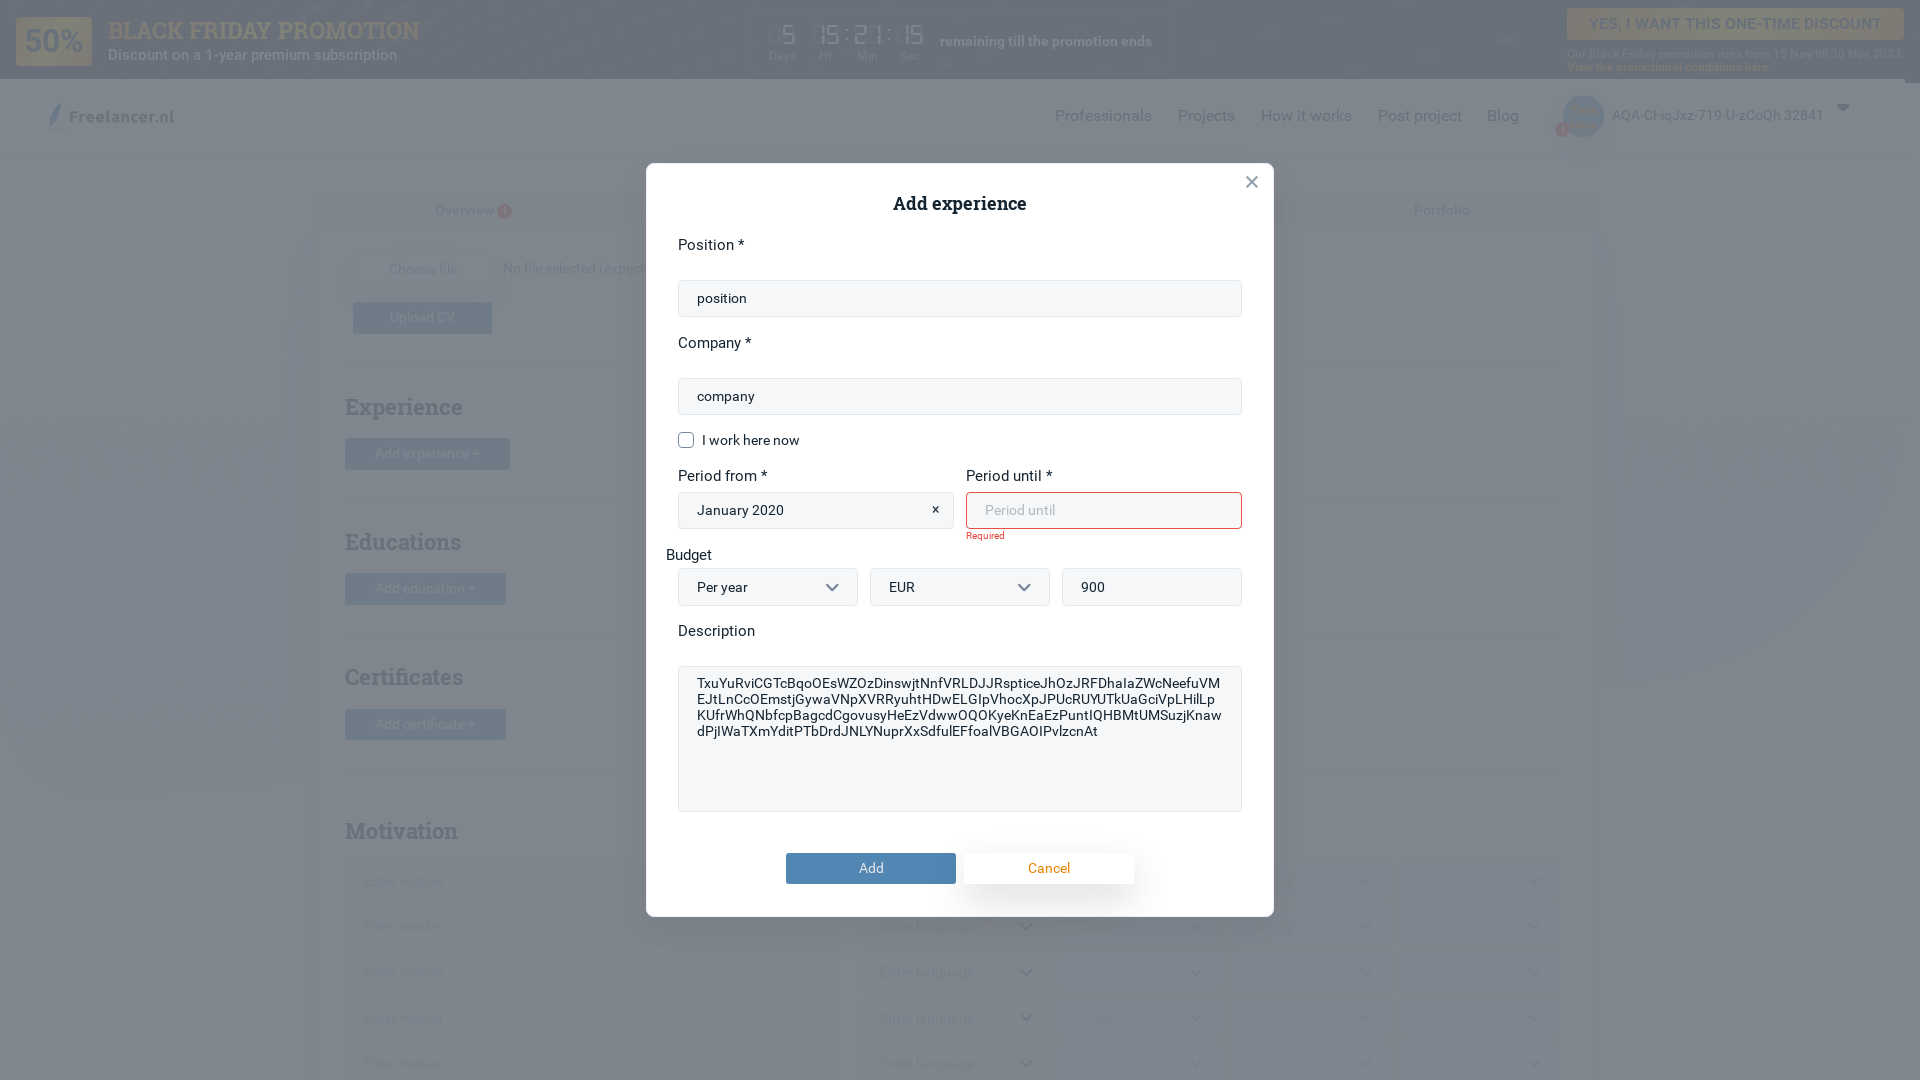 50%
BLACK FRIDAY PROMOTION
Discount on a 1-year premium subscription
5 15:21:15
Days Hr Min Sec
remaining till the promotion ends
YES, I WANT THIS ONE-TIME DISCOUNT
Our Black Friday promotion runs from 15 Nov till 30 Nov 2023.
View the promotional conditions here.
Freelancer.nl
Professionals
Projects
How it works
Post project
Blog
AQA-CI-iqJxz-719-U-zCoQh 32841
Overview
Portfolio
Choose file
No file selected (expect
Upload CV
Experience
Add experience +
Educations
Add education +
Certificates
Add certificate +
Motivation
Enter motive
Enter motive
Enter language
Enter motive
Enter language
Enter motive
Enter language
Enter motive
Enter language
Add experience
Position *
position
Company *
company
I work here now
Period from *
Period until *
January 2020 ×
Period until
Required
Budget
Per year
EUR
900
Description
TxuYuRviCGTcBqoOEsWZOzDinswjtNnfVRLDJJRspticeJhOzJRFDhaIaZWcNeefuVM
EJtLnCcOEmstjGywaVNpXVRRyuhtHDwELGIpVhocXpJPUcRUYUTkUaGciVpLHilLp
KUfrWhQNbfcpBagcdCgovusyHeEzVdwwOQOKyeKnEaEzPuntIQHBMtUMSuzjKnaw
dPjIWaTXmYditPTbDrdJNLYNuprXxSdfulEFfoalVBGAOIPvlzcnAt
Add
Cancel